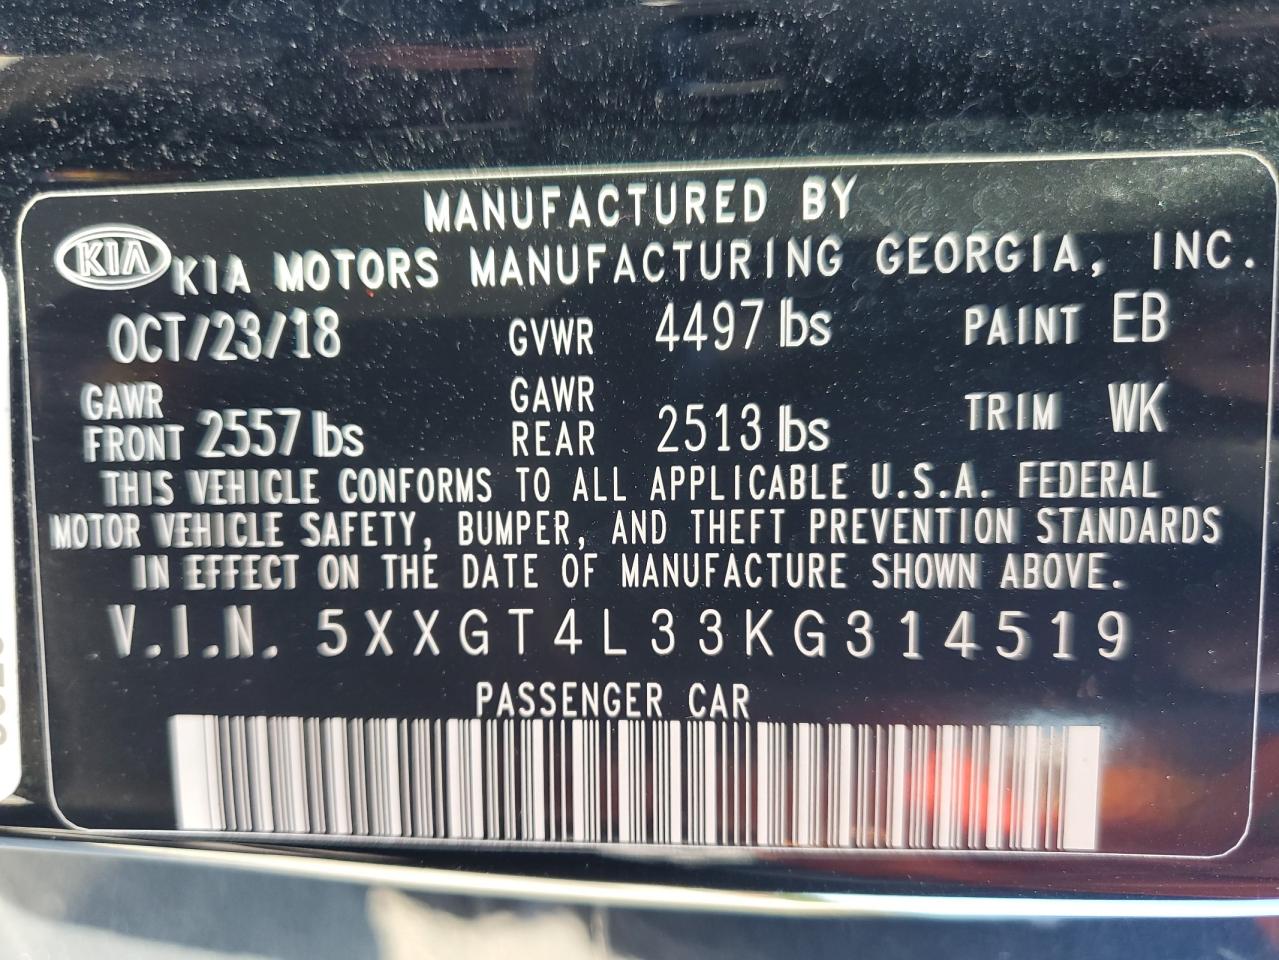 MANUFACTURED BY
KIA KIA MOTORS MANUFACTURING GEORGIA, INC.
OCT/23/18 GVWR 4497 lbs PAINT EB
GAWR FRONT 2557 lbs GAWR REAR 2513 lbs TRIM WK
THIS VEHICLE CONFORMS TO ALL APPLICABLE U.S.A. FEDERAL
MOTOR VEHICLE SAFETY, BUMPER, AND THEFT PREVENTION STANDARDS
IN EFFECT ON THE DATE OF MANUFACTURE SHOWN ABOVE.
V.I.N. 5XXGT4L33KG314519
PASSENGER CAR